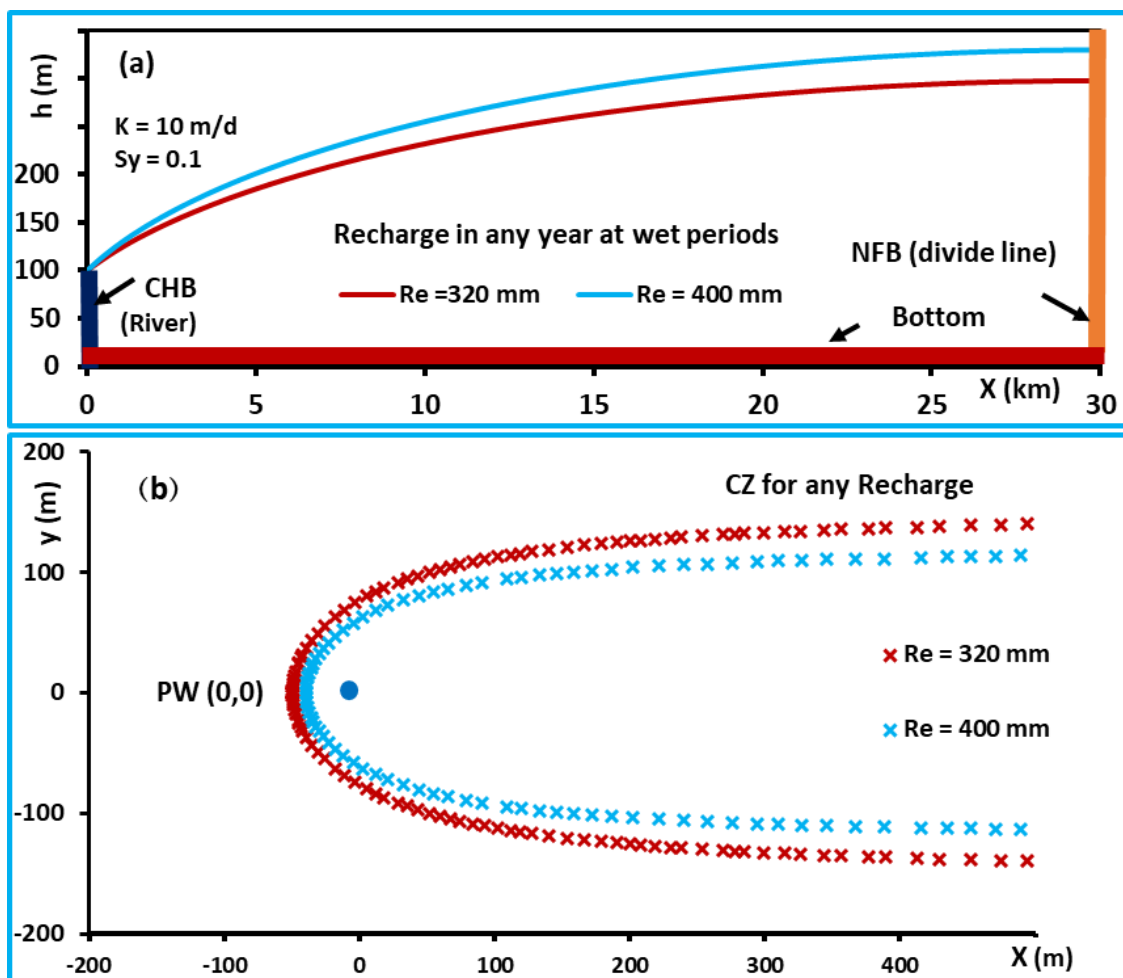 (a)
h (m)
K = 10 m/d
Sy = 0.1
200
150
100
50
0
Recharge in any year at wet periods
Re =320 mm
Re = 400 mm
CHB
(River)
NFB (divide line)
Bottom
X (km)
0
5
10
15
20
25
30
(b)
y (m)
CZ for any Recharge
200
100
0
-100
-200
PW (0,0)
Re = 320 mm
Re = 400 mm
-200
-100
0
100
200
300
400
X (m)